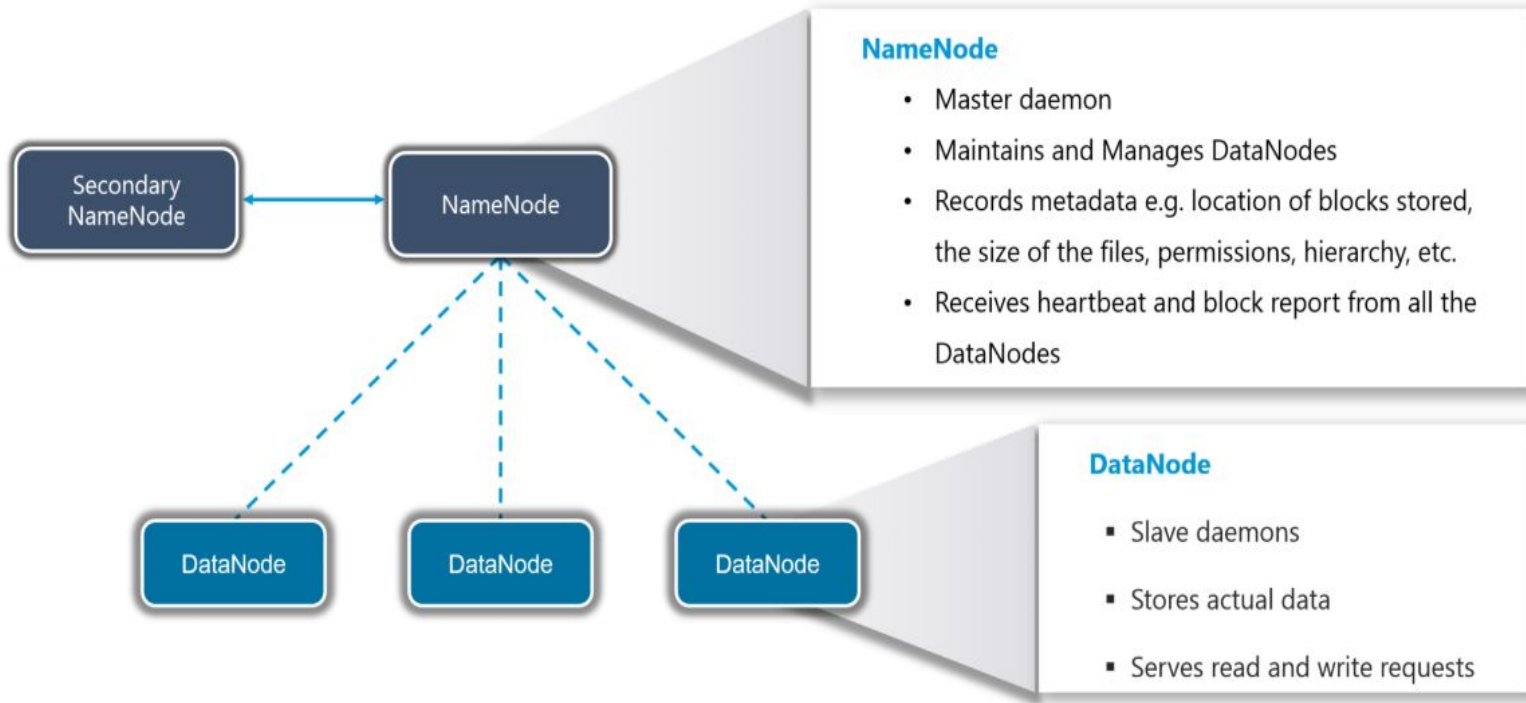 Secondary
NameNode
NameNode
DataNode
DataNode
DataNode
NameNode
• Master daemon
• Maintains and Manages DataNodes
• Records metadata e.g. location of blocks stored,
the size of the files, permissions, hierarchy, etc.
• Receives heartbeat and block report from all the
DataNodes
DataNode
▪ Slave daemons
▪ Stores actual data
▪ Serves read and write requests